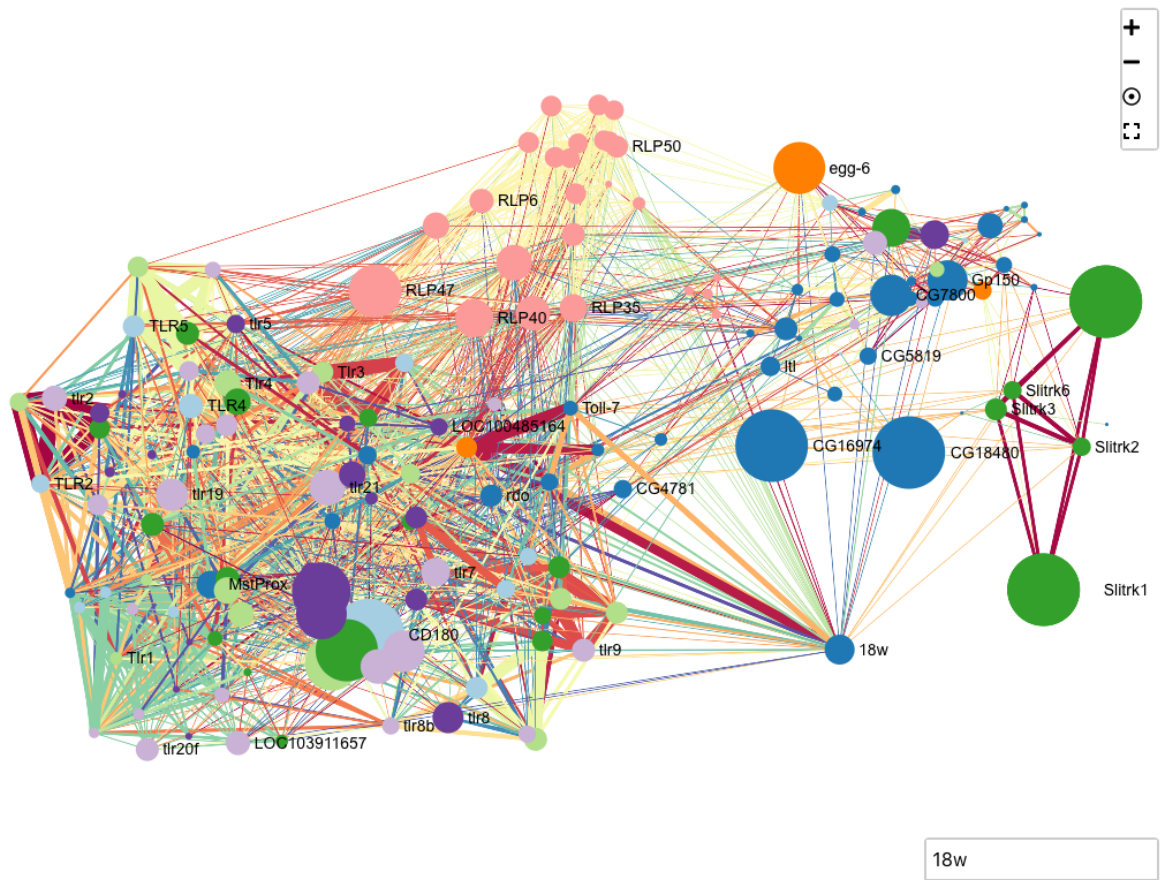 +
−
RLP50
egg-6
RLP6
Gp150
RLP47
CG7800
RLP35
RLP40
TLR5
tlr5
CG5819
ltl
Tlr3
Tlr4
Slitrk6
tlr2
TLR4
Toll-7
Slitrk3
LOC100485164
CG16974
Slitrk2
CG18480
TLR2
tlr21
CG4781
tlr19
rdo
tlr7
MstProx
Slitrk1
CD180
tlr9
18w
Tlr1
tlr8
tlr8b
LOC103911657
tlr20f
18w